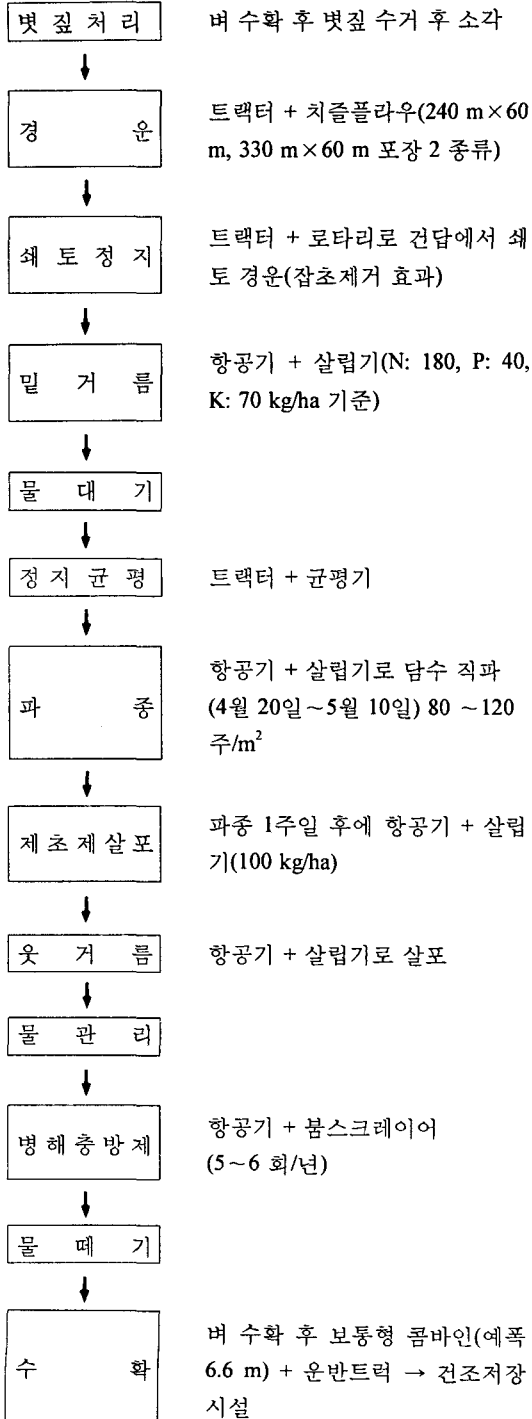 볏짚처리
벼 수확 후 볏짚 수거 후 소각
경 운
트랙터 + 치즐플라우(240 m×60
m, 330 m×60 m 포장 2 종류)
쇄토정지
트랙터 + 로타리로 건답에서 쇄
토 경운(잡초제거 효과)
밑 거 름
항공기 + 살립기(N: 180, P: 40,
K: 70 kg/ha 기준)
물 대 기
정지균평
트랙터 + 균평기
파 종
항공기 + 살립기로 담수 직파
(4월 20일~5월 10일) 80 ~120
주/m²
제초제살포
파종 1주일 후에 항공기 + 살립
기(100 kg/ha)
웃 거 름
항공기 + 살립기로 살포
물 관 리
병해충방제
항공기 + 붐스크레이어
(5~6 회/년)
물 떼 기
수 확
벼 수확 후 보통형 콤바인(예폭
6.6 m) + 운반트럭 → 건조저장
시설